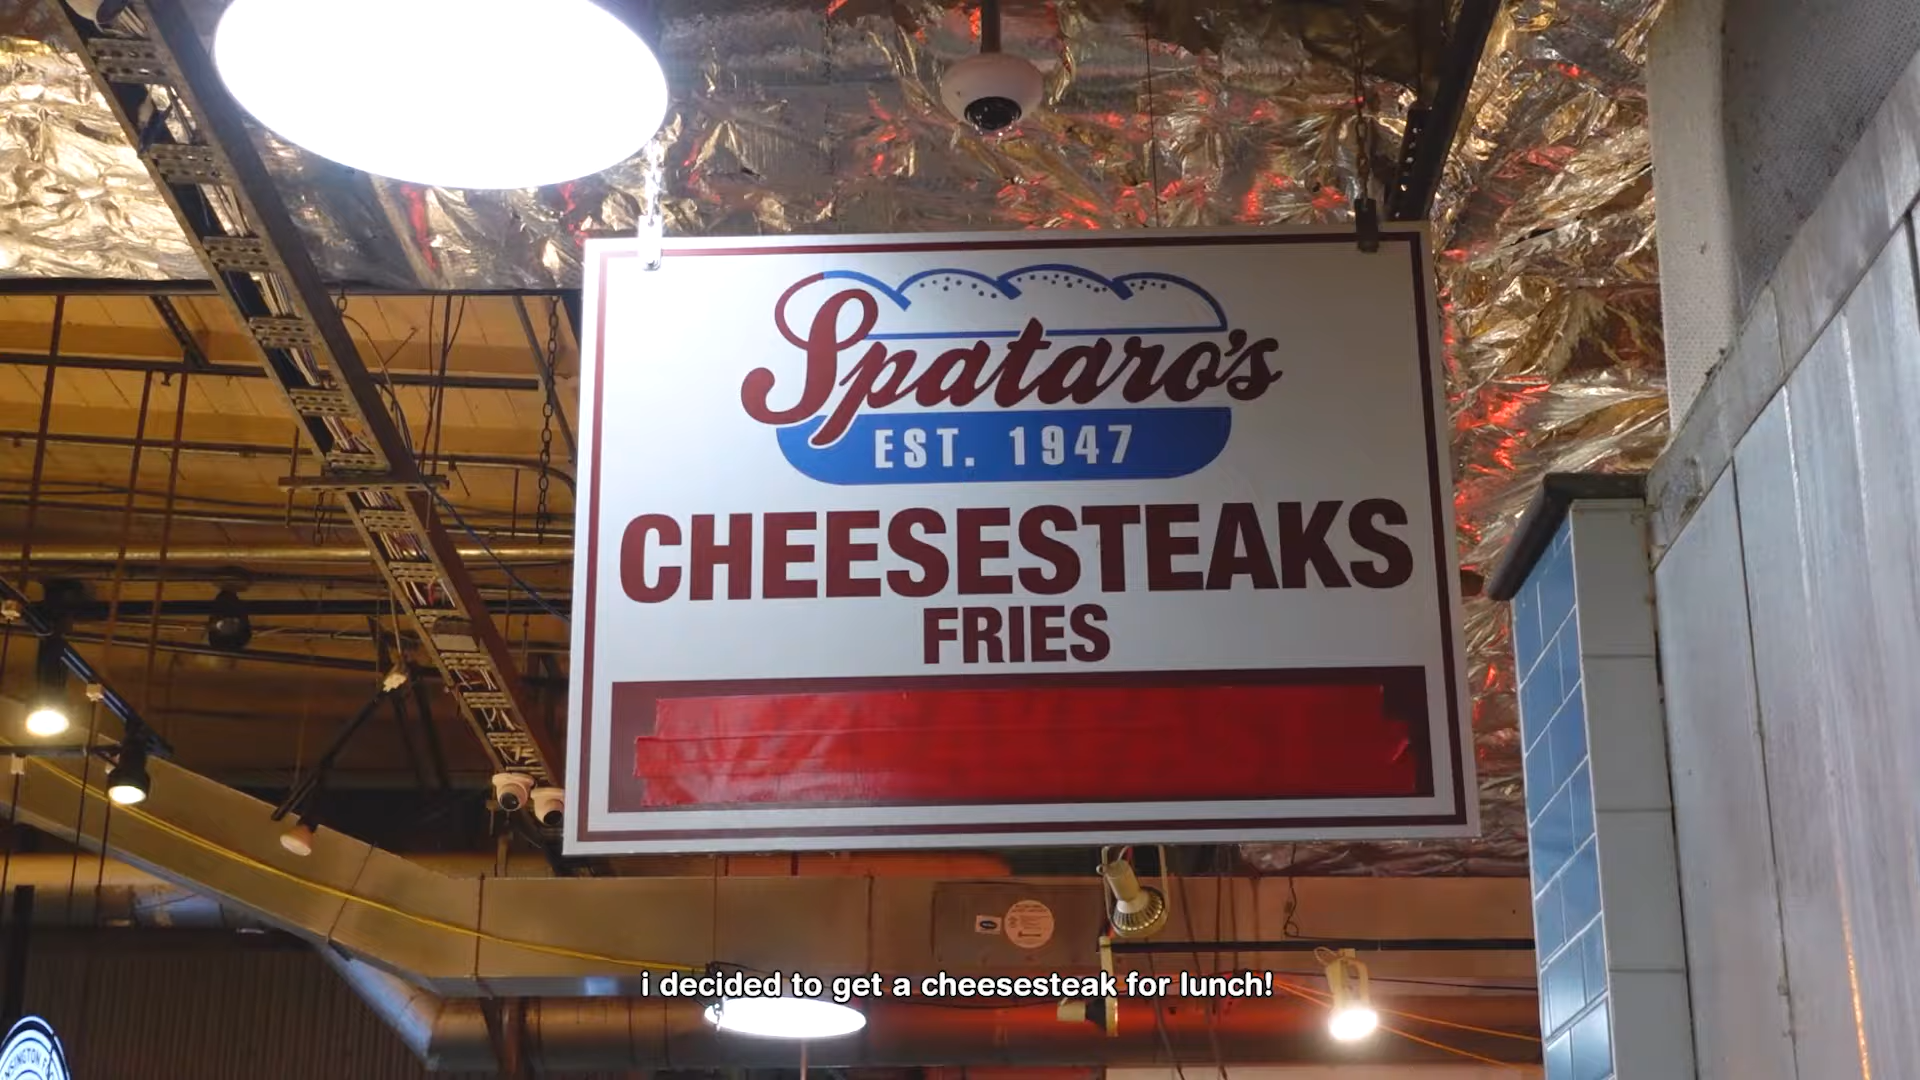 Spataro's
EST. 1947
CHEESESTEAKS
FRIES
i decided to get a cheesesteak for lunch!